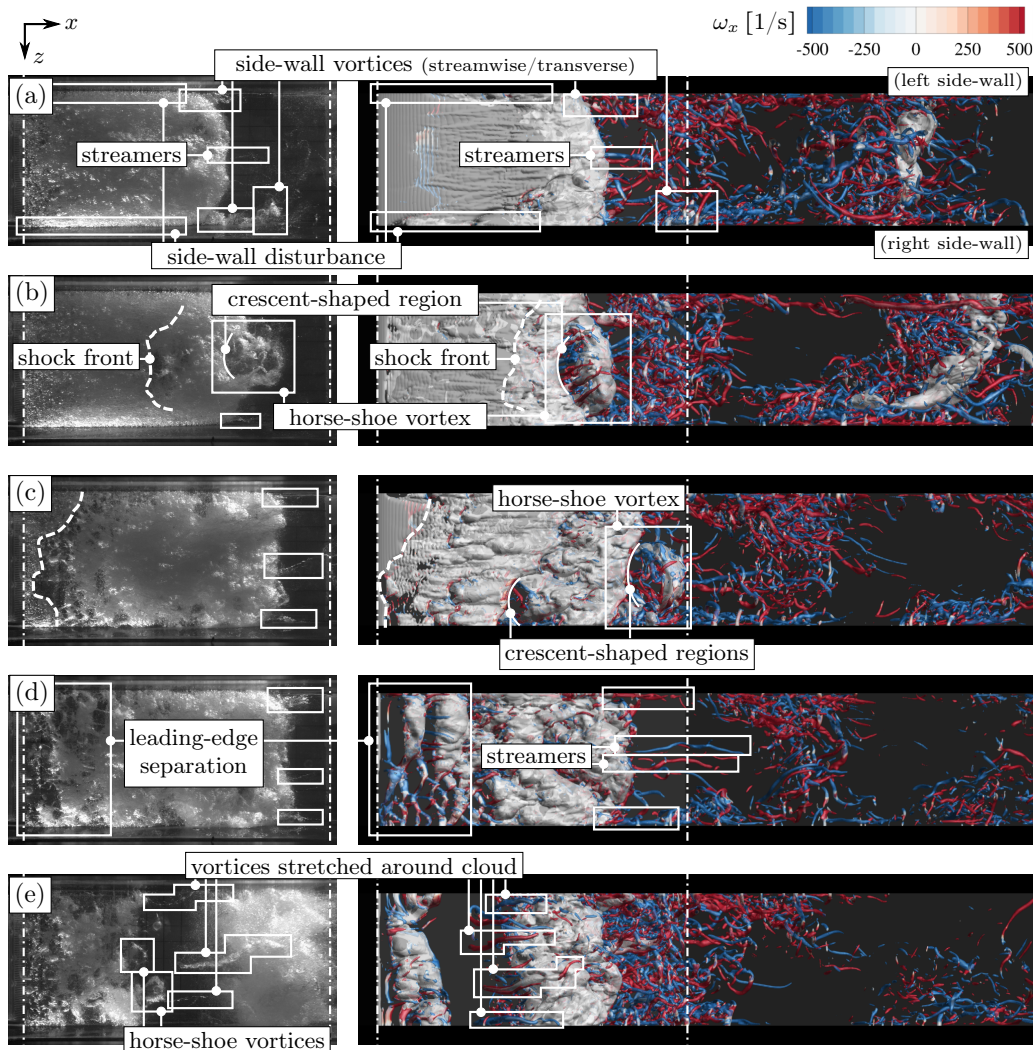 x
z
ω_x [1/s]
-500 -250 0 250 500
side-wall vortices (streamwise/transverse)
(a)
(left side-wall)
streamers
streamers
(right side-wall)
side-wall disturbance
(b)
crescent-shaped region
shock front
shock front
horse-shoe vortex
(c)
horse-shoe vortex
crescent-shaped regions
(d)
leading-edge
separation
streamers
vortices stretched around cloud
(e)
horse-shoe vortices